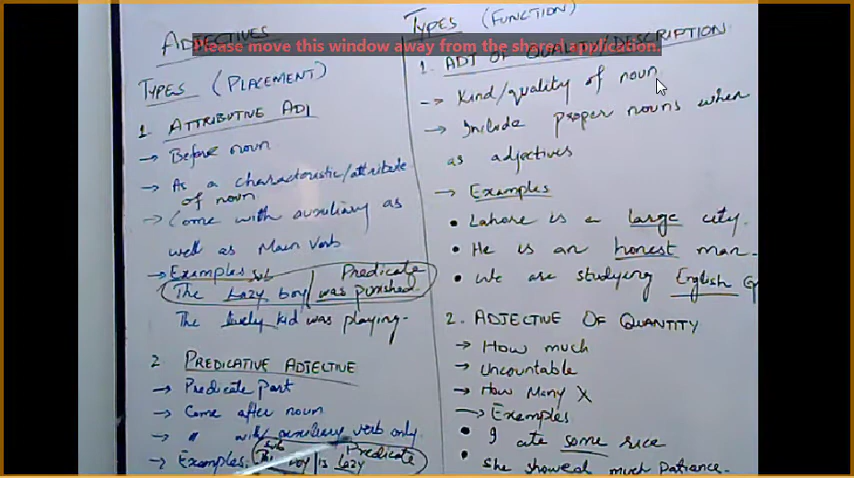 Please move this window away from the shared application.
ADJECTIVES
TYPES (PLACEMENT)
1. ATTRIBUTIVE ADJ
→ Before noun
→ As a characteristic/attribute
of noun
→ Come with auxiliary as
well as Main Verb
→ Examples
Sub Predicate
The Lazy boy | was punished.
The lively kid was playing.
2 PREDICATIVE ADJECTIVE
→ Predicate Part
→ Come after noun
→ " with auxiliary verb only.
→ Examples.
Sub Predicate
boy | is Lazy
TYPES (FUNCTION)
1. ADJ OF QUALITY/DESCRIPTION
→ Kind/quality of noun
→ Include proper nouns when
as adjectives
→ Examples
• Lahore is a large city.
• He is an honest man.
• We are studying English
2. ADJECTIVE OF QUANTITY
→ How much
→ Uncountable
→ How Many X
→ Examples
• I ate some rice
• She showed much Patience.